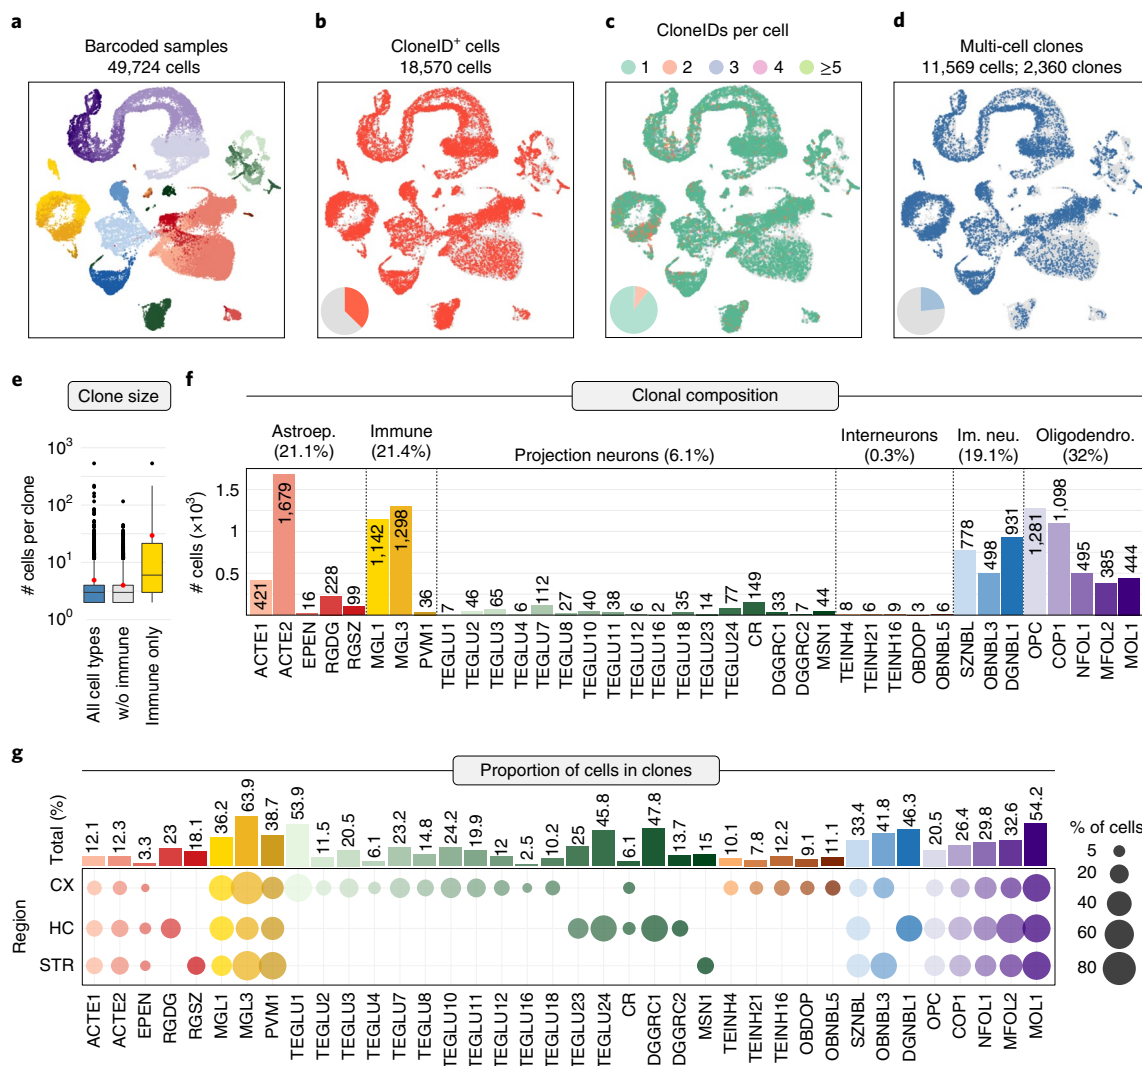 a
Barcoded samples
49,724 cells
b
CloneID⁺ cells
18,570 cells
c
CloneIDs per cell
1 2 3 4 ≥5
d
Multi-cell clones
11,569 cells; 2,360 clones
e
Clone size
# cells per clone
10³
10²
10¹
10⁰
All cell types
w/o immune
Immune only
f
Clonal composition
Astroep. (21.1%)
Immune (21.4%)
Projection neurons (6.1%)
Interneurons (0.3%)
Im. neu. (19.1%)
Oligodendro. (32%)
# cells (×10³)
1.5
1
0.5
421 1,679 16 228 99 1,142 1,298 36 7 46 65 6 112 27 40 38 6 2 35 14 77 149 33 7 44 8 6 9 3 6 778 498 931 1,281 1,098 495 385 444
ACTE1 ACTE2 EPEN RGDG RGSZ MGL1 MGL3 PVM1 TEGLU1 TEGLU2 TEGLU3 TEGLU4 TEGLU7 TEGLU8 TEGLU10 TEGLU11 TEGLU12 TEGLU16 TEGLU18 TEGLU23 TEGLU24 CR DGGRC1 DGGRC2 MSN1 TEINH4 TEINH21 TEINH16 OBDOP OBNBL5 SZNBL OBNBL3 DGNBL1 OPC COP1 NFOL1 MFOL2 MOL1
g
Proportion of cells in clones
Total (%)
12.1 12.3 3.3 23 18.1 36.2 63.9 38.7 53.9 11.5 20.5 6.1 23.2 14.8 24.2 19.9 12 2.5 10.2 25 45.8 6.1 47.8 13.7 15 10.1 7.8 12.2 9.1 11.1 33.4 41.8 46.3 20.5 26.4 29.8 32.6 54.2
Region
CX
HC
STR
ACTE1 ACTE2 EPEN RGDG RGSZ MGL1 MGL3 PVM1 TEGLU1 TEGLU2 TEGLU3 TEGLU4 TEGLU7 TEGLU8 TEGLU10 TEGLU11 TEGLU12 TEGLU16 TEGLU18 TEGLU23 TEGLU24 CR DGGRC1 DGGRC2 MSN1 TEINH4 TEINH21 TEINH16 OBDOP OBNBL5 SZNBL OBNBL3 DGNBL1 OPC COP1 NFOL1 MFOL2 MOL1
% of cells
5
20
40
60
80